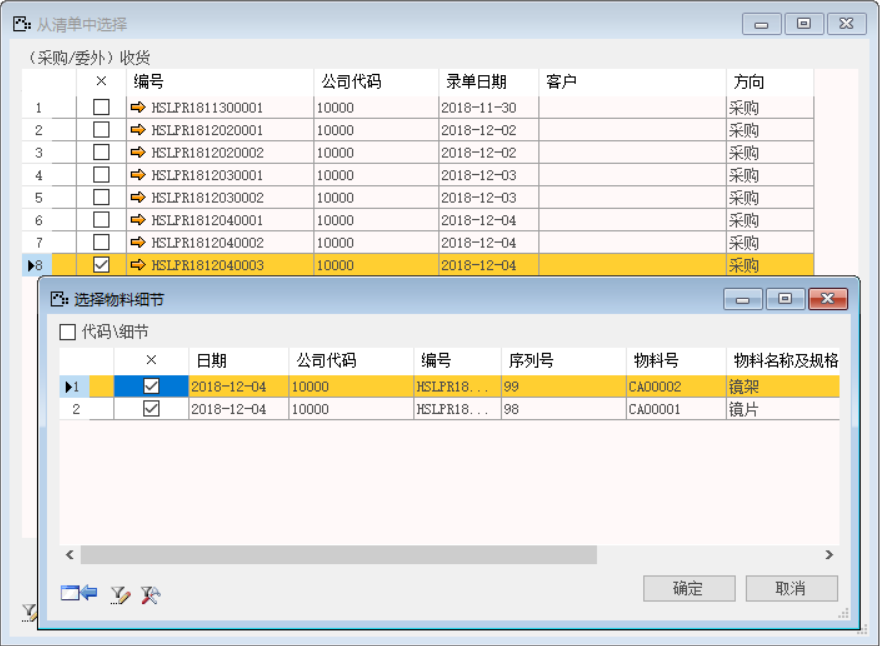 从清单中选择
（采购/委外）收货
× 编号 公司代码 录单日期 客户 方向
1 HSLPR1811300001 10000 2018-11-30 采购
2 HSLPR1812020001 10000 2018-12-02 采购
3 HSLPR1812020002 10000 2018-12-02 采购
4 HSLPR1812030001 10000 2018-12-03 采购
5 HSLPR1812030002 10000 2018-12-03 采购
6 HSLPR1812040001 10000 2018-12-04 采购
7 HSLPR1812040002 10000 2018-12-04 采购
8 HSLPR1812040003 10000 2018-12-04 采购
选择物料细节
代码\细节
× 日期 公司代码 编号 序列号 物料号 物料名称及规格
1 2018-12-04 10000 HSLPR18... 99 CA00002 镜架
2 2018-12-04 10000 HSLPR18... 98 CA00001 镜片
确定 取消